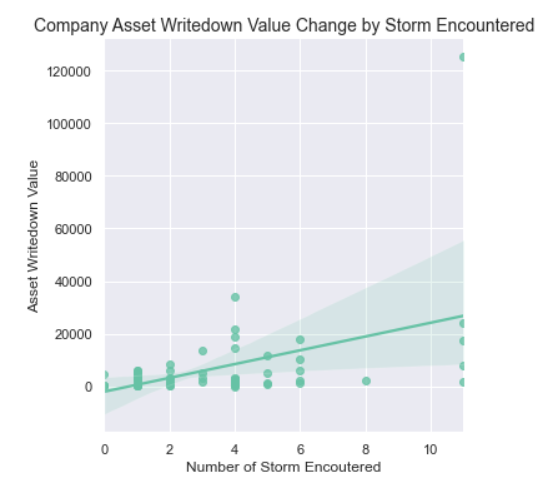 Company Asset Writedown Value Change by Storm Encountered
120000
100000
80000
60000
40000
20000
0
Asset Writedown Value
0 2 4 6 8 10
Number of Storm Encoutered